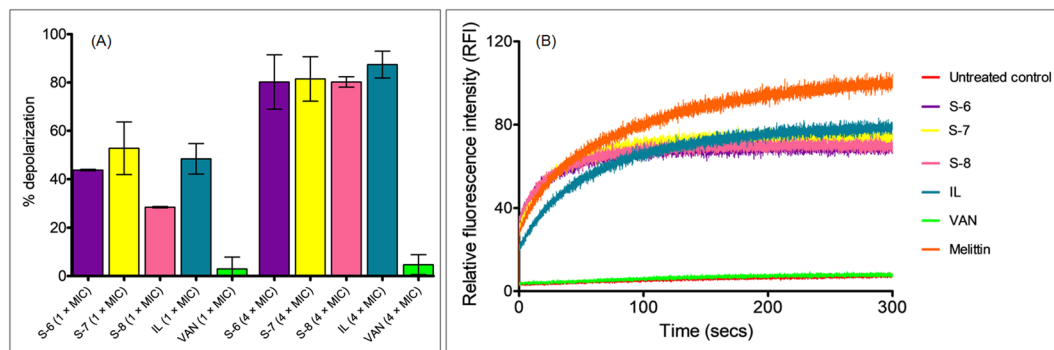 (A)
% depolarization
100
80
60
40
20
0
S-6 (1 × MIC)
S-7 (1 × MIC)
S-8 (1 × MIC)
IL (1 × MIC)
VAN (1 × MIC)
S-6 (4 × MIC)
S-7 (4 × MIC)
S-8 (4 × MIC)
IL (4 × MIC)
VAN (4 × MIC)
(B)
Relative fluorescence intensity (RFI)
120
80
40
0
0
100
200
300
Time (secs)
Untreated control
S-6
S-7
S-8
IL
VAN
Melittin